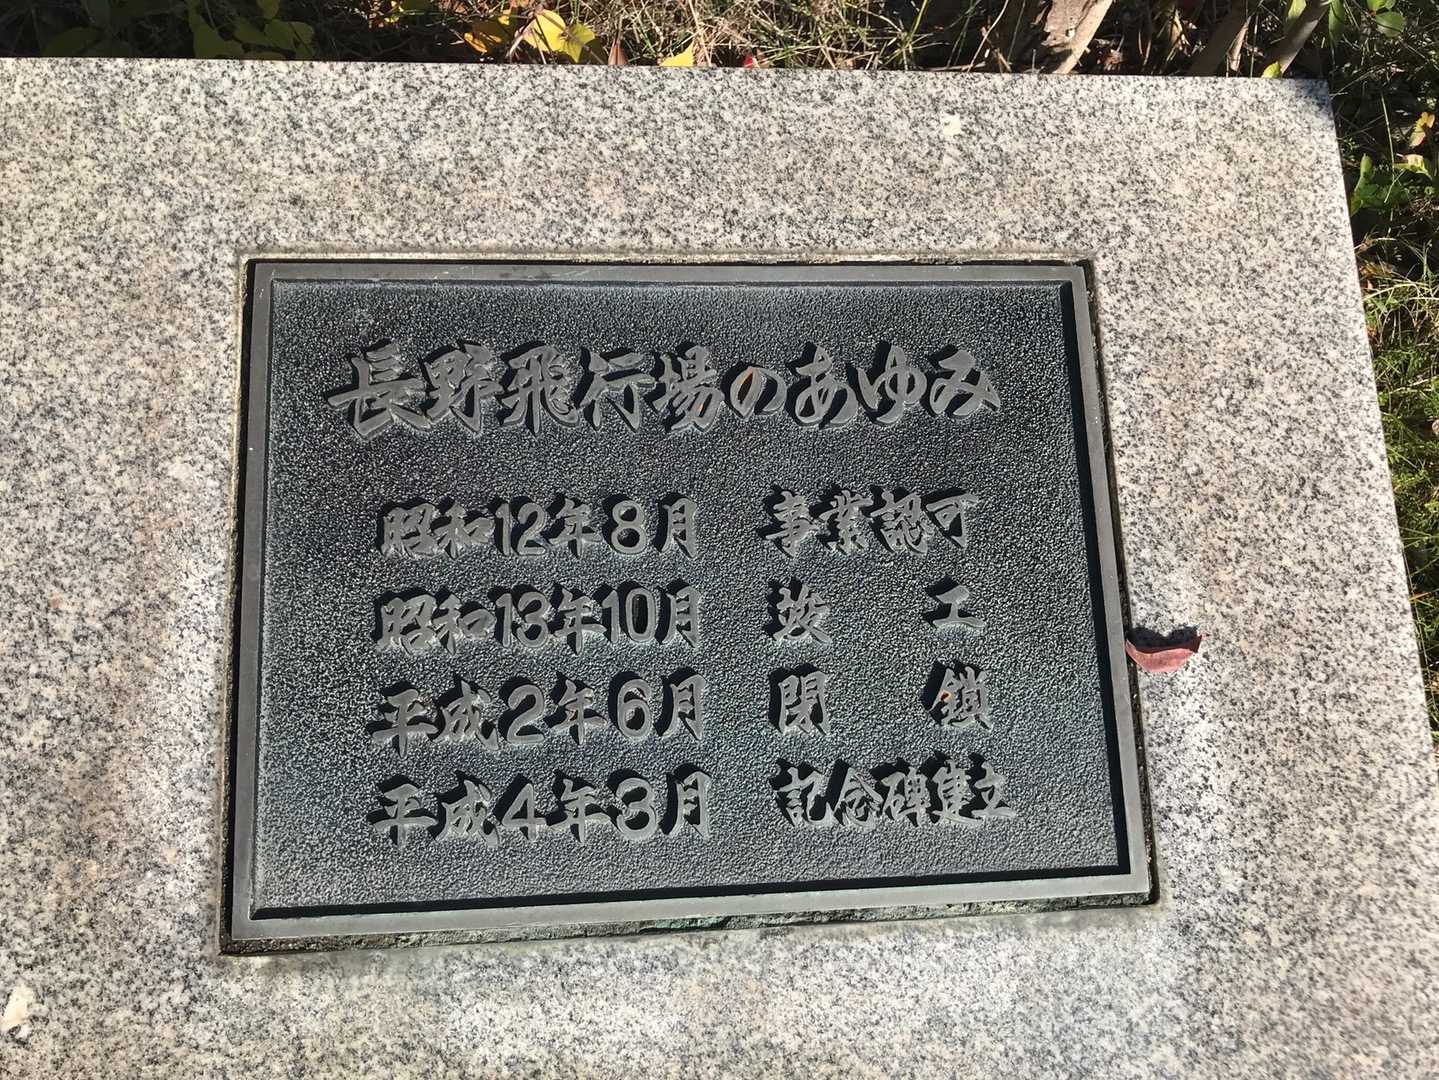 長野飛行場のあゆみ
昭和12年8月 事業認可
昭和13年10月 竣工
平成2年6月 閉鎖
平成4年3月 記念碑建立